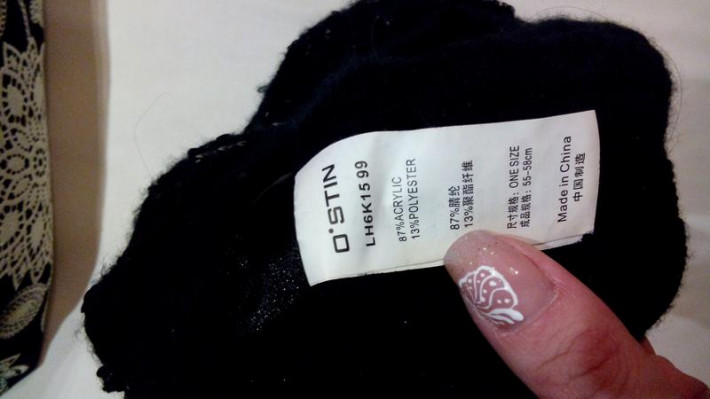 O'STIN
LH6K15 99
87%ACRYLIC
13%POLYESTER
87%腈纶
13%聚酯纤维
尺寸规格: ONE SIZE
成品规格: 55-58cm
Made in China
中国制造